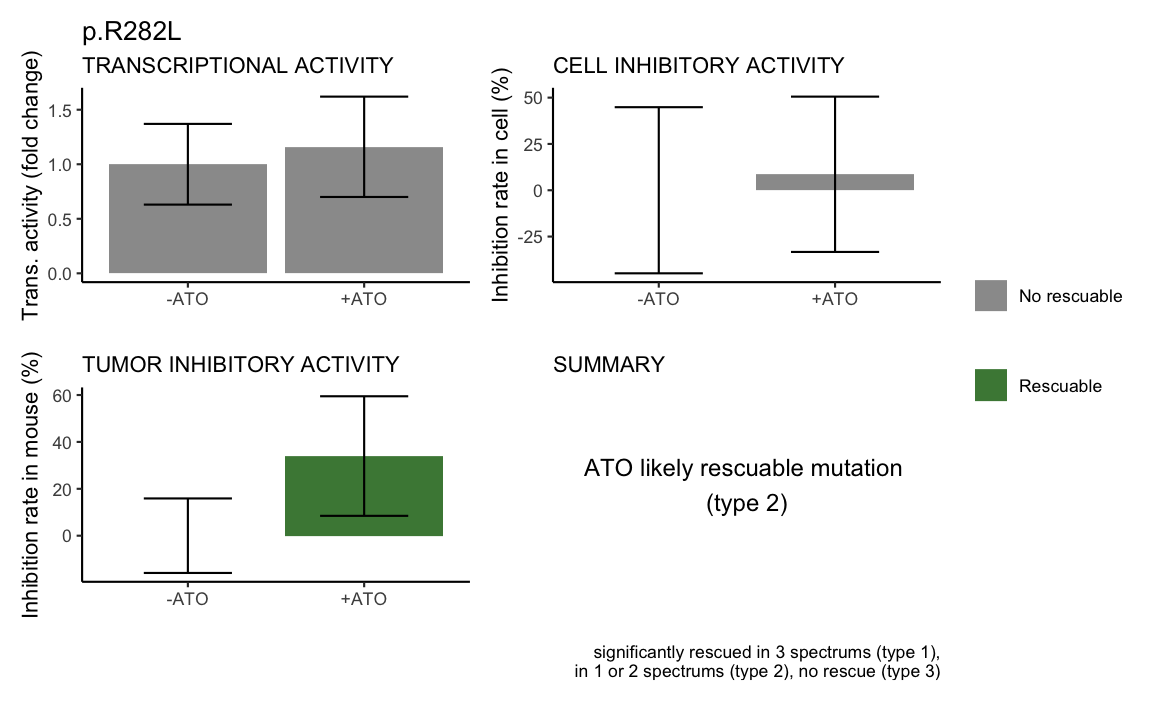 p.R282L
TRANSCRIPTIONAL ACTIVITY
Trans. activity (fold change)
1.5
1.0
0.5
0.0
-ATO
+ATO
CELL INHIBITORY ACTIVITY
Inhibition rate in cell (%)
50
25
0
-25
-ATO
+ATO
No rescuable
Rescuable
TUMOR INHIBITORY ACTIVITY
Inhibition rate in mouse (%)
60
40
20
0
-ATO
+ATO
SUMMARY
ATO likely rescuable mutation
(type 2)
significantly rescued in 3 spectrums (type 1),
in 1 or 2 spectrums (type 2), no rescue (type 3)